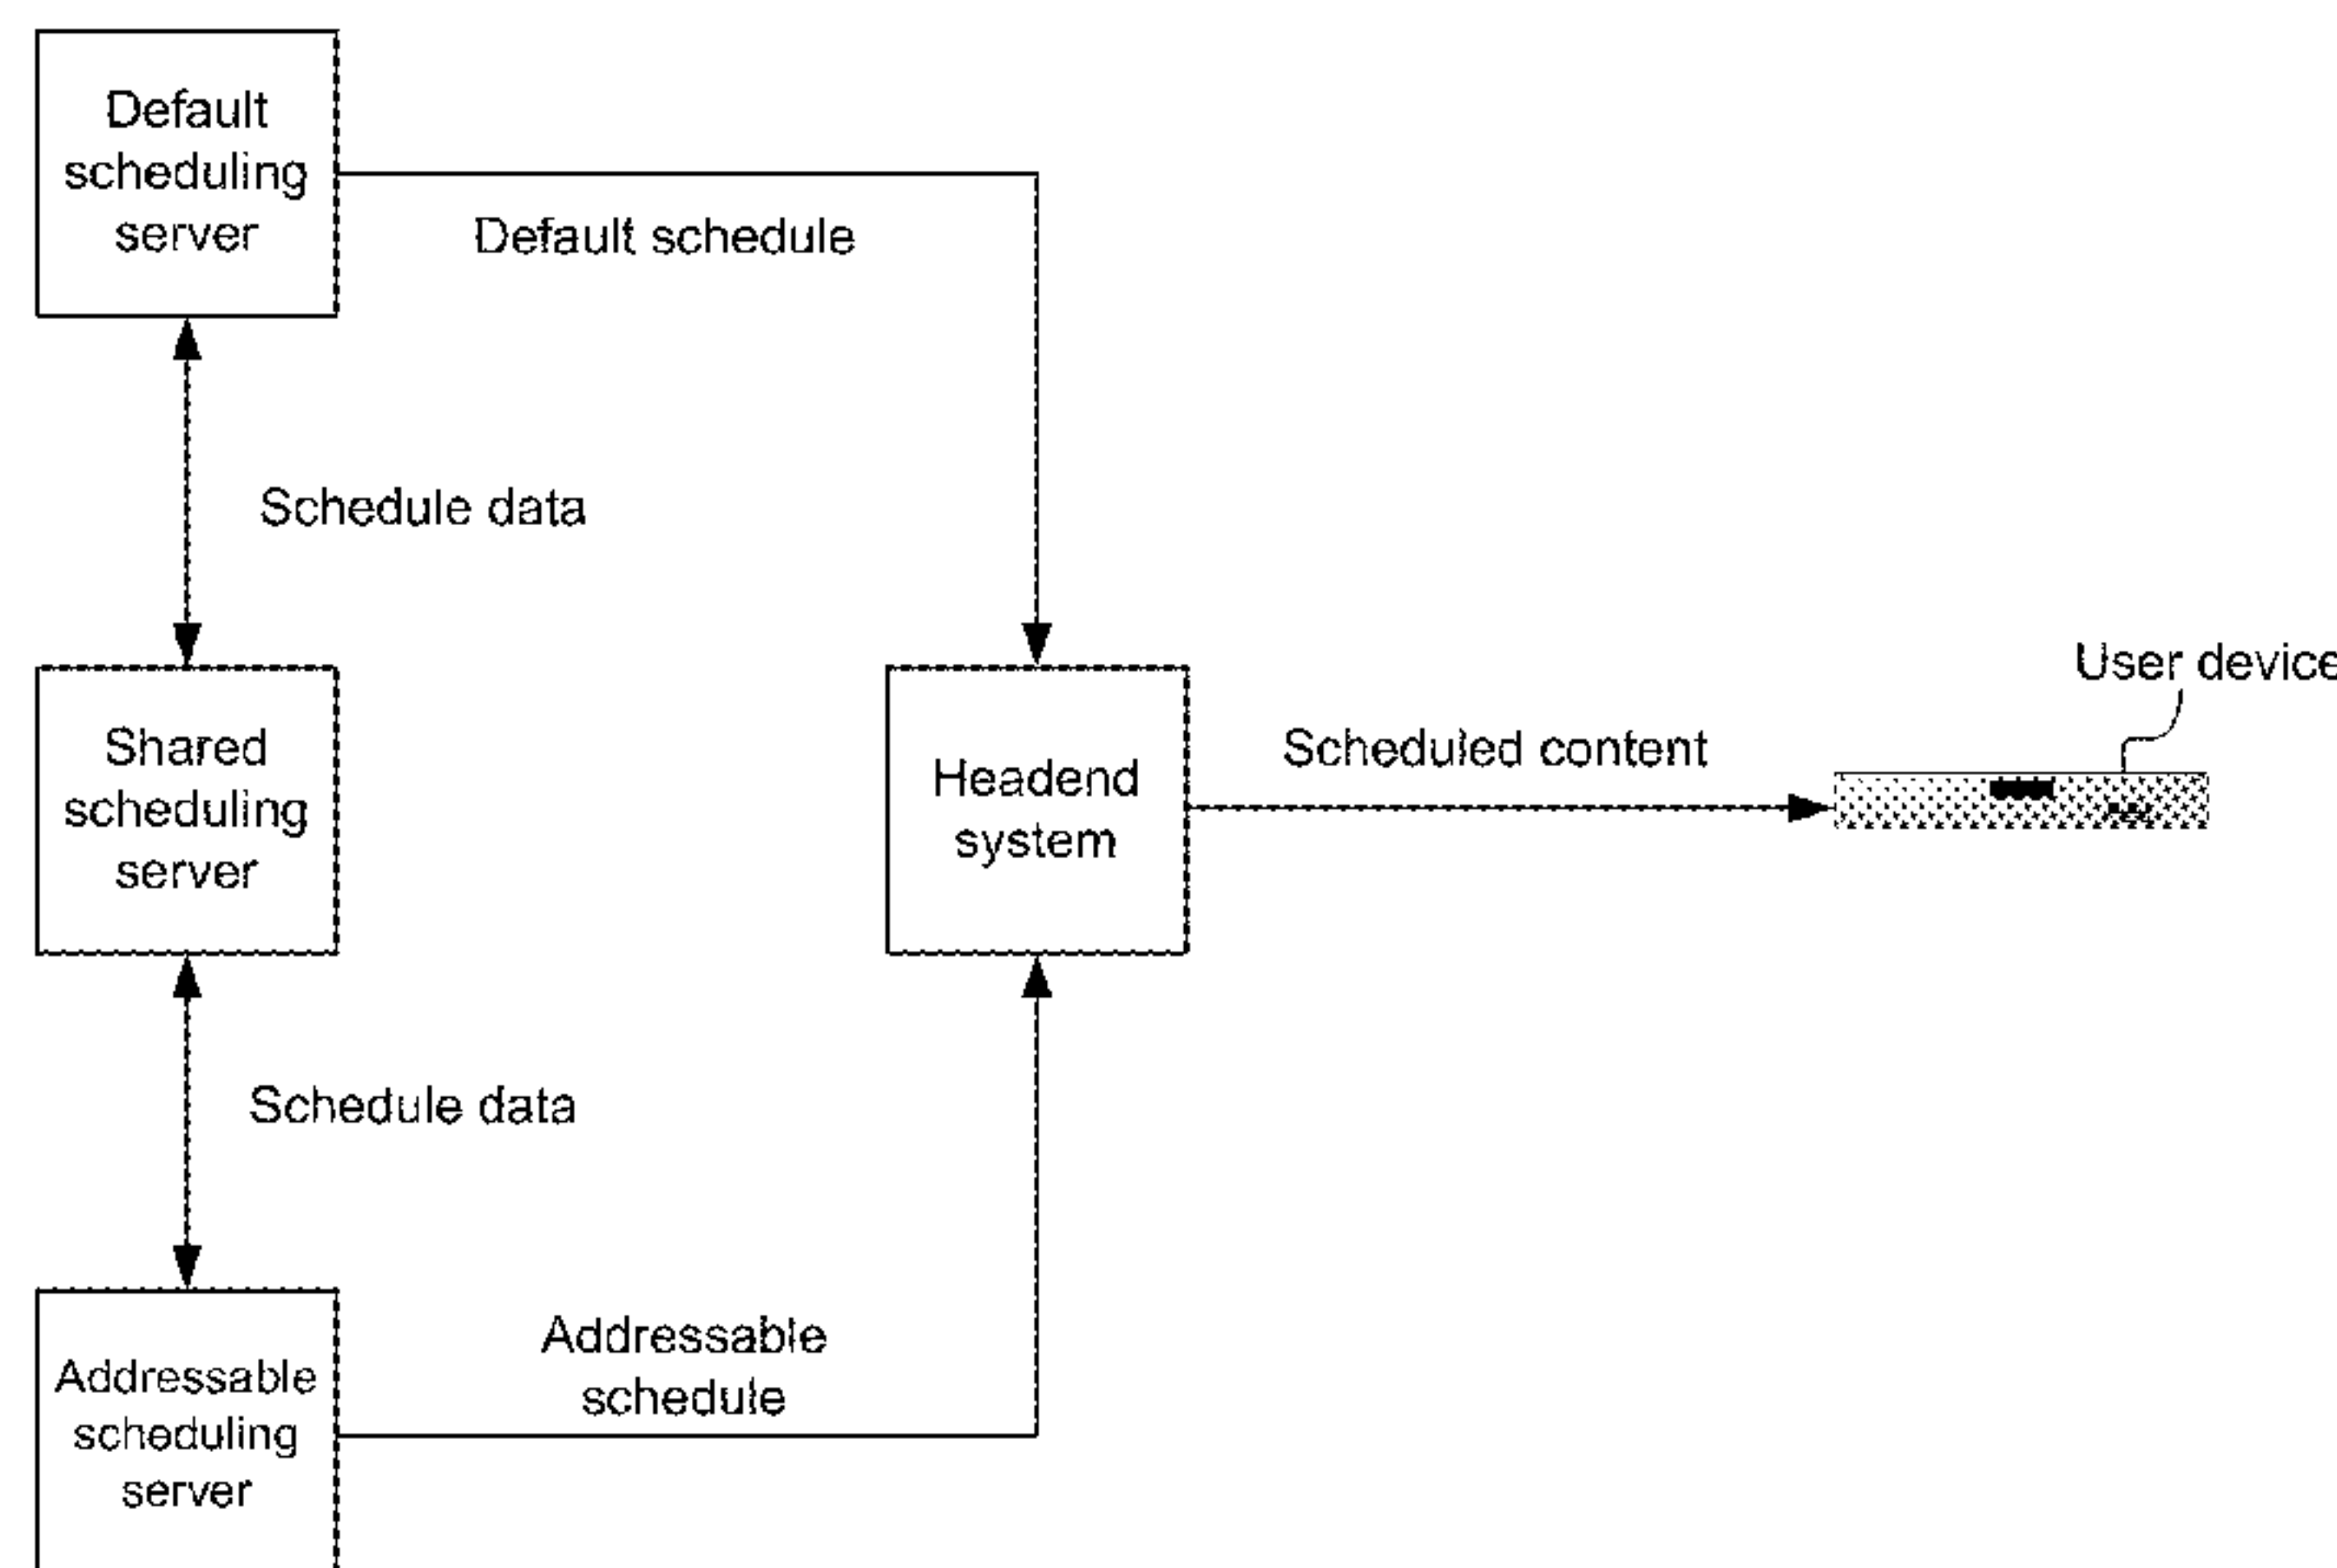 Default
scheduling
server
Default schedule
Schedule data
Shared
scheduling
server
Headend
system
Scheduled content
User device
Schedule data
Addressable
scheduling
server
Addressable
schedule